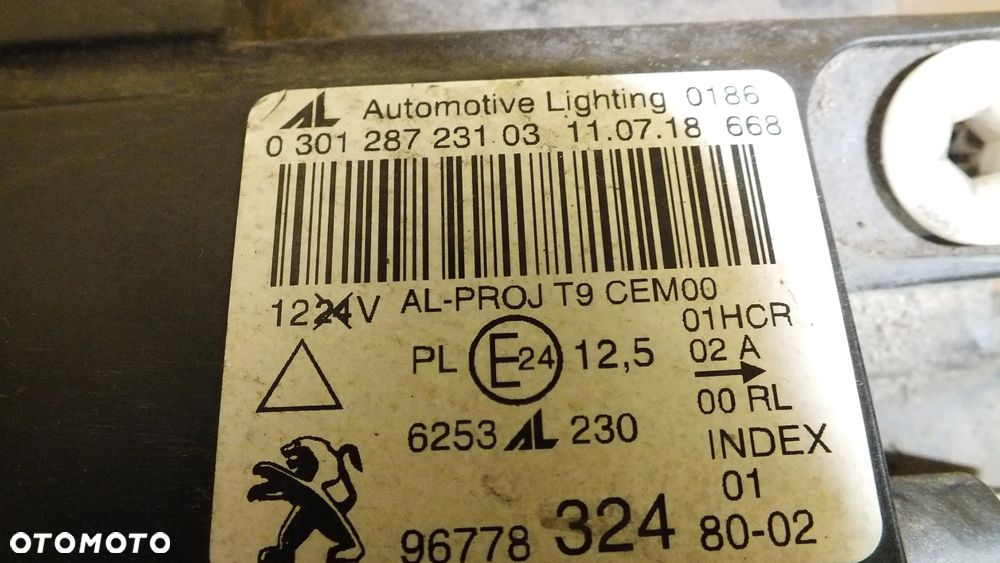 AL Automotive Lighting 0186
0 301 287 231 03 11.07.18 668
1224V AL-PROJ T9 CEM00
01HCR
PL E24 12,5 02 A
00 RL
6253 AL 230
INDEX
01
96778 324 80-02
OTOMOTO